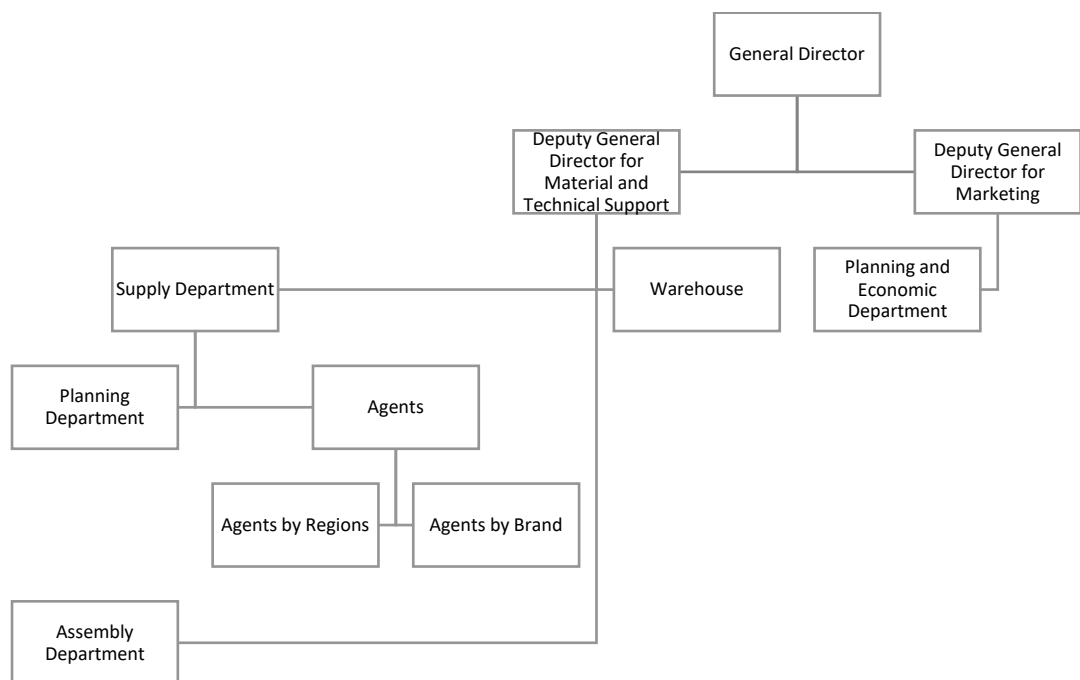 General Director
Deputy General
Director for
Material and
Technical Support
Deputy General
Director for
Marketing
Supply Department
Warehouse
Planning and
Economic
Department
Planning
Department
Agents
Agents by Regions
Agents by Brand
Assembly
Department